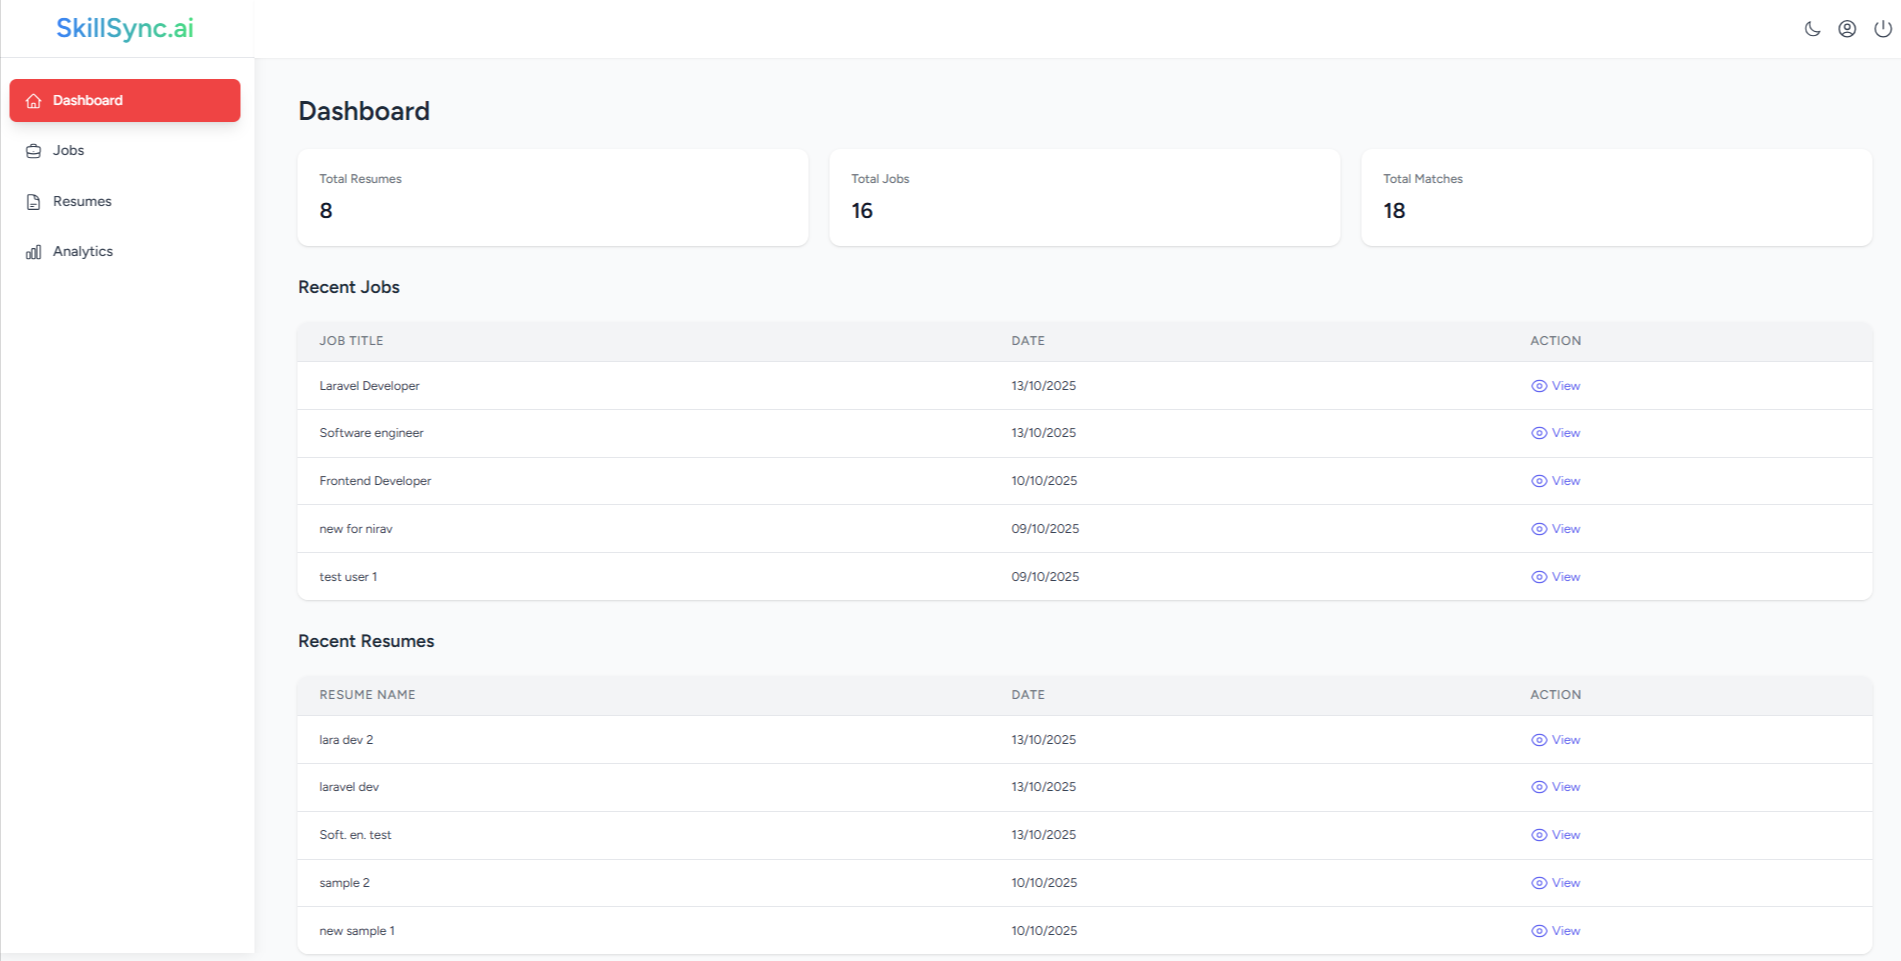 SkillSync.ai
Dashboard
Jobs
Resumes
Analytics
Dashboard
Total Resumes
8
Total Jobs
16
Total Matches
18
Recent Jobs
JOB TITLE DATE ACTION
Laravel Developer 13/10/2025 View
Software engineer 13/10/2025 View
Frontend Developer 10/10/2025 View
new for nirav 09/10/2025 View
test user 1 09/10/2025 View
Recent Resumes
RESUME NAME DATE ACTION
lara dev 2 13/10/2025 View
laravel dev 13/10/2025 View
Soft. en. test 13/10/2025 View
sample 2 10/10/2025 View
new sample 1 10/10/2025 View